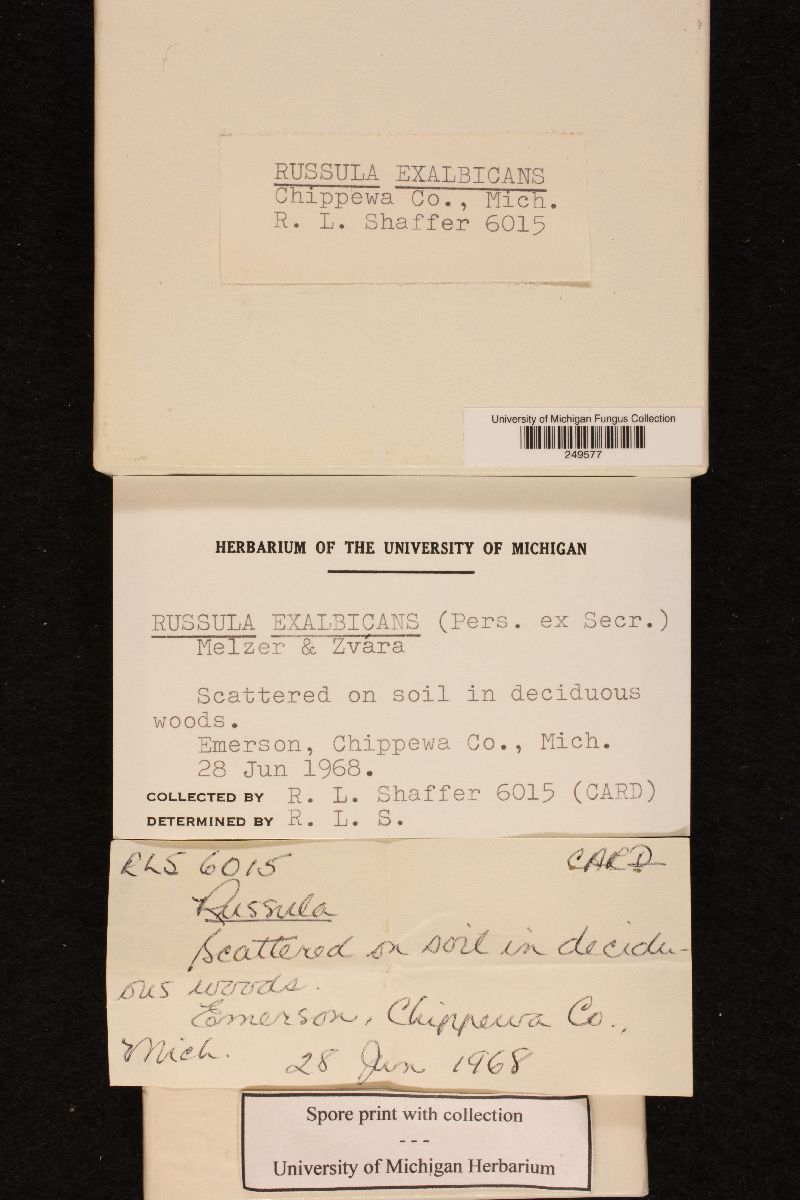 RUSSULA EXALBICANS
Chippewa Co., Mich.
R. L. Shaffer 6015
University of Michigan Fungus Collection
249577
HERBARIUM OF THE UNIVERSITY OF MICHIGAN
RUSSULA EXALBICANS (Pers. ex Secr.)
Melzer & Zvára
Scattered on soil in deciduous
woods.
Emerson, Chippewa Co., Mich.
28 Jun 1968.
COLLECTED BY R. L. Shaffer 6015 (CARD)
DETERMINED BY R. L. S.
RLS 6015 CARD
Russula
Scattered on soil in decidu-
ous woods.
Emerson, Chippewa Co.,
Mich. 28 Jun 1968
Spore print with collection
---
University of Michigan Herbarium